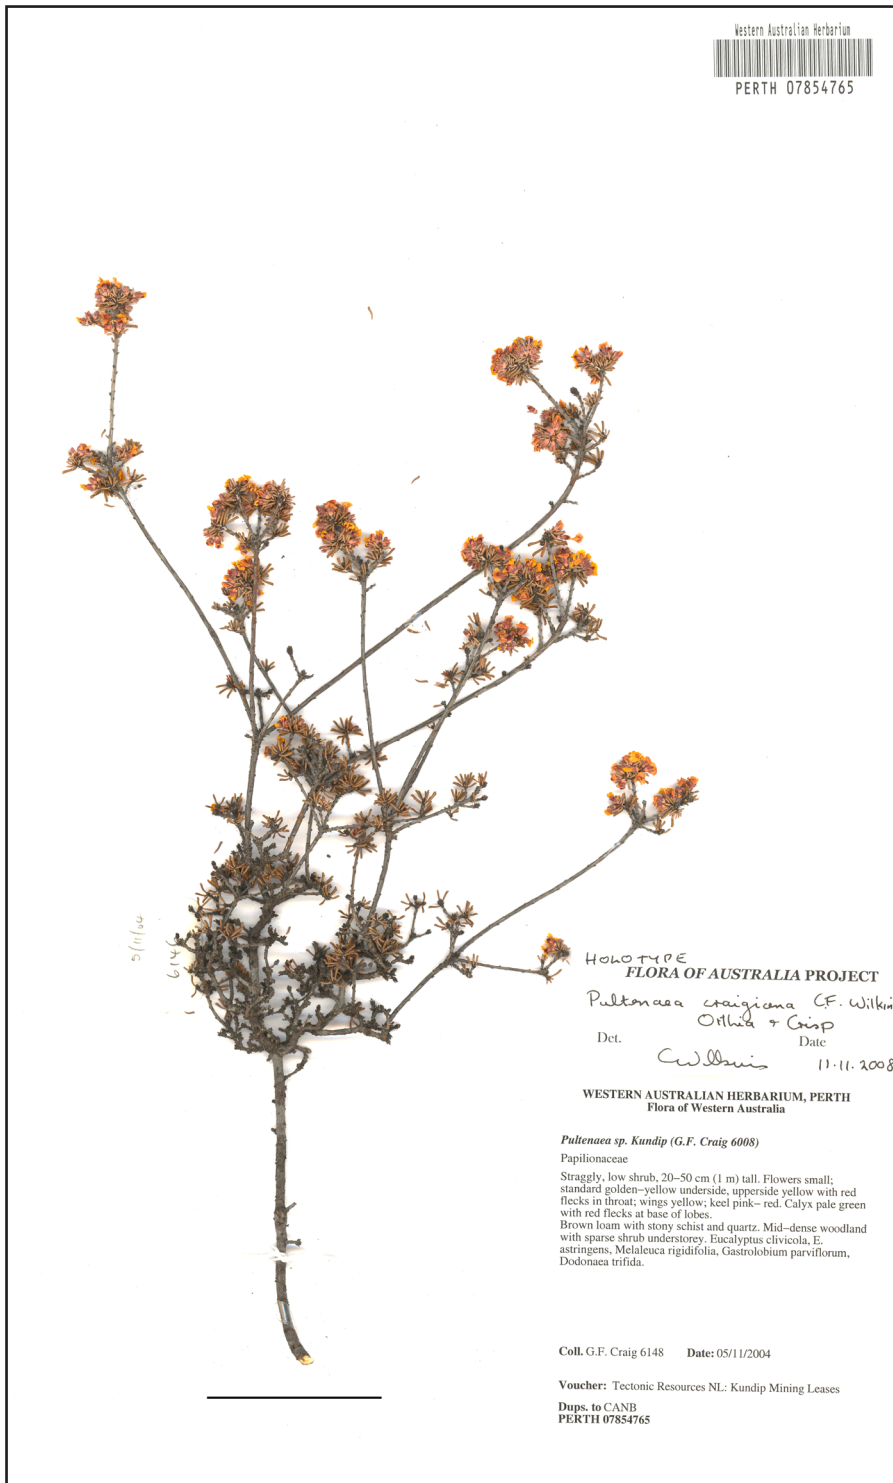 Western Australian Herbarium
PERTH 07854765
5/11/04
HOLOTYPE
FLORA OF AUSTRALIA PROJECT
Pultenaea craigiana C.F. Wilkin
Orthia & Crisp
Det.
Date
11.11.2008
WESTERN AUSTRALIAN HERBARIUM, PERTH
Flora of Western Australia
Pultenaea sp. Kundip (G.F. Craig 6008)
Papilionaceae
Straggly, low shrub, 20–50 cm (1 m) tall. Flowers small;
standard golden–yellow underside, upperside yellow with red
flecks in throat; wings yellow; keel pink– red. Calyx pale green
with red flecks at base of lobes.
Brown loam with stony schist and quartz. Mid–dense woodland
with sparse shrub understorey. Eucalyptus clivicola, E.
astringens, Melaleuca rigidifolia, Gastrolobium parviflorum,
Dodonaea trifida.
Coll. G.F. Craig 6148 Date: 05/11/2004
Voucher: Tectonic Resources NL: Kundip Mining Leases
Dups. to CANB
PERTH 07854765